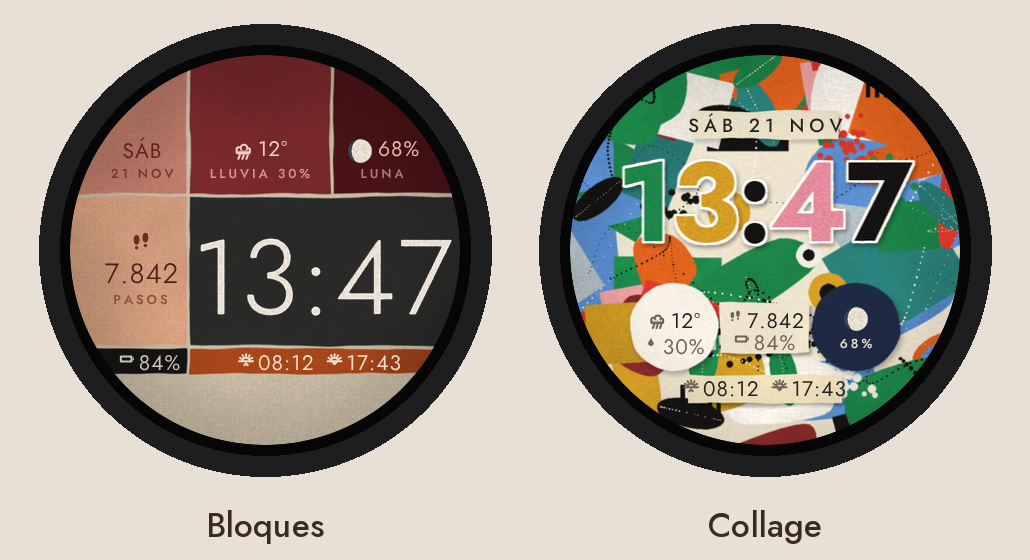 SÁB
21 NOV
12°
LLUVIA 30%
68%
LUNA
7.842
PASOS
13:47
84%
08:12 17:43
SÁB 21 NOV
13:47
12°
30%
7.842
84%
68%
08:12 17:43
Bloques
Collage